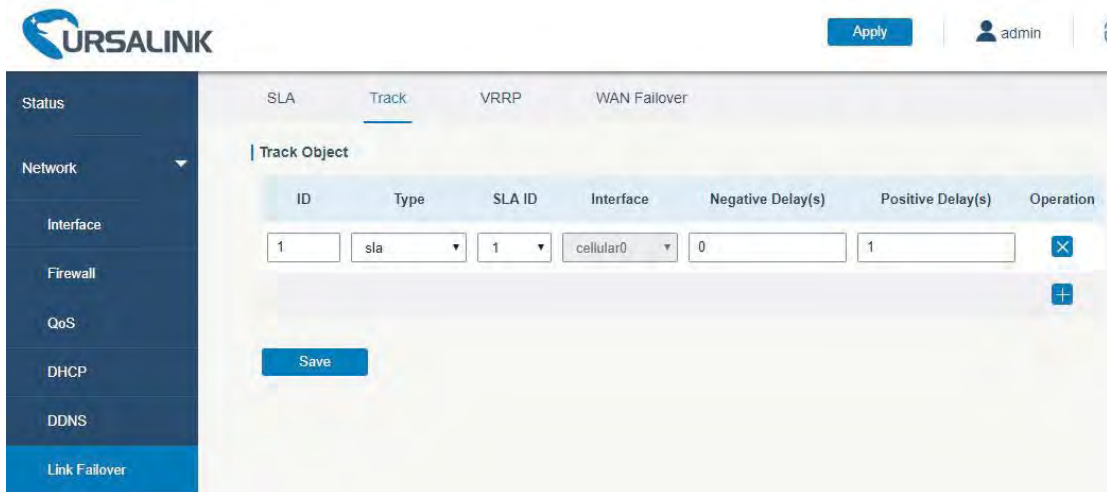 URSALINK
Apply
admin
Status
SLA Track VRRP WAN Failover
Track Object
Network
ID Type SLA ID Interface Negative Delay(s) Positive Delay(s) Operation
Interface
1 sla 1 cellular0 0 1
Firewall
QoS
DHCP
Save
DDNS
Link Failover